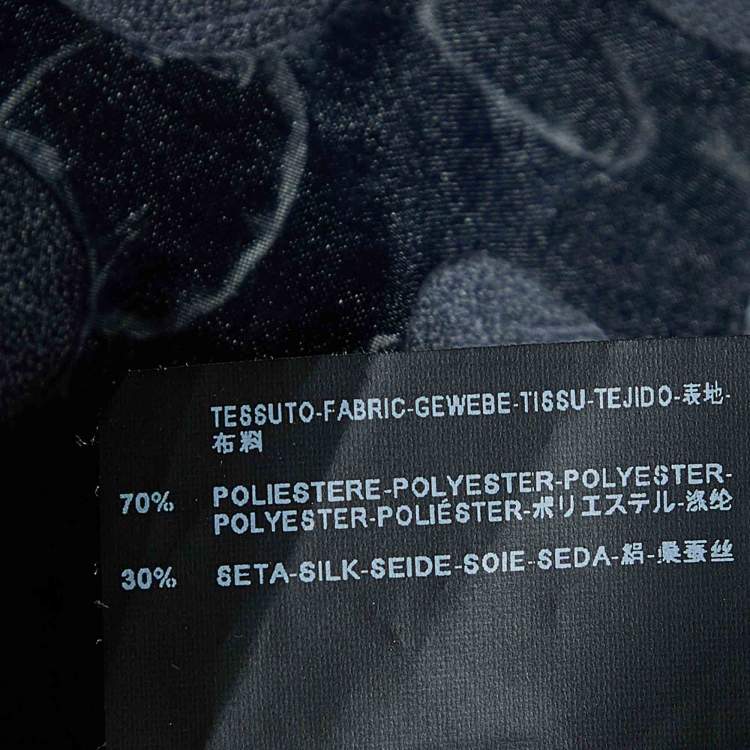 TESSUTO-FABRIC-GEWEBE-TISSU-TEJIDO-表地-
布料
70% POLIESTERE-POLYESTER-POLYESTER-
POLYESTER-POLIÉSTER-ポリエステル-涤纶
30% SETA-SILK-SEIDE-SOIE-SEDA-絹-桑蚕丝